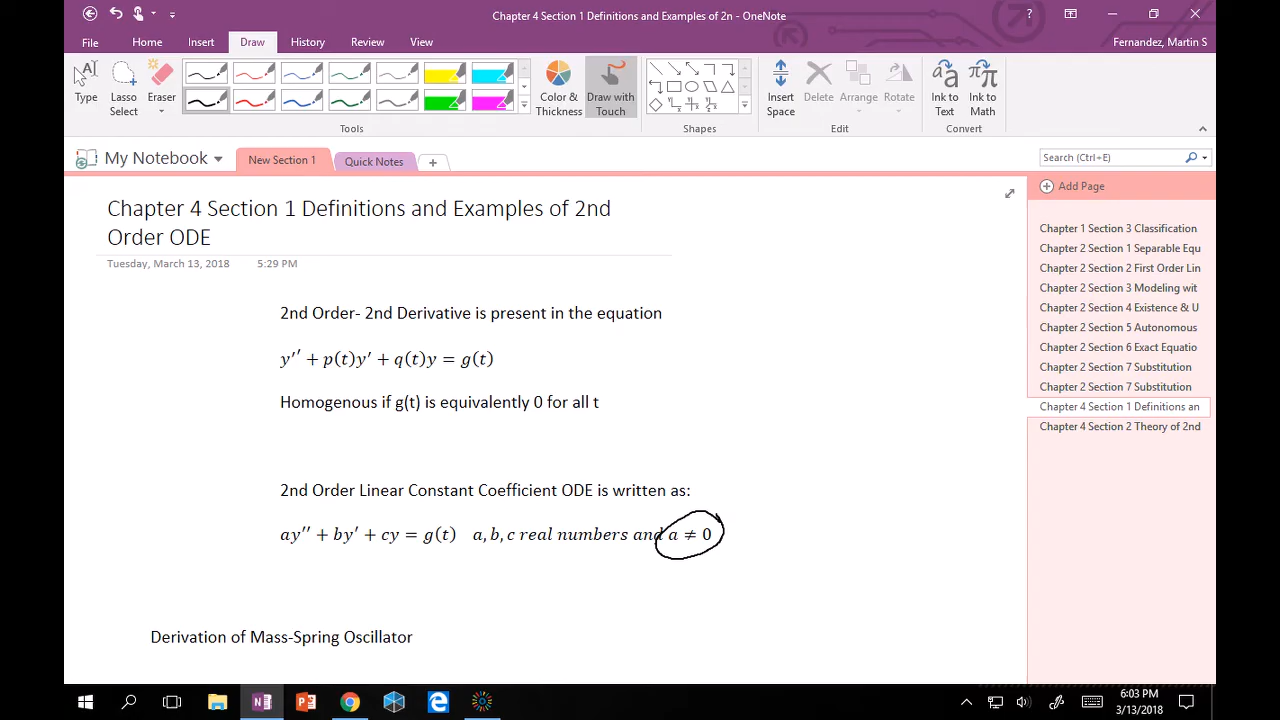 Chapter 4 Section 1 Definitions and Examples of 2n - OneNote
?
File Home Insert Draw History Review View
Fernandez, Martin S
Type
Lasso Select
Eraser
Color & Thickness
Draw with Touch
Insert Space
Delete
Arrange
Rotate
Ink to Text
Ink to Math
Tools
Shapes
Edit
Convert
My Notebook
New Section 1
Quick Notes
Search (Ctrl+E)
Add Page
Chapter 4 Section 1 Definitions and Examples of 2nd
Order ODE
Tuesday, March 13, 2018 5:29 PM
2nd Order- 2nd Derivative is present in the equation
y′′ + p(t)y′ + q(t)y = g(t)
Homogenous if g(t) is equivalently 0 for all t
2nd Order Linear Constant Coefficient ODE is written as:
ay′′ + by′ + cy = g(t) a, b, c real numbers and a ≠ 0
Derivation of Mass-Spring Oscillator
Chapter 1 Section 3 Classification
Chapter 2 Section 1 Separable Equ
Chapter 2 Section 2 First Order Lin
Chapter 2 Section 3 Modeling wit
Chapter 2 Section 4 Existence & U
Chapter 2 Section 5 Autonomous
Chapter 2 Section 6 Exact Equatio
Chapter 2 Section 7 Substitution
Chapter 2 Section 7 Substitution
Chapter 4 Section 1 Definitions an
Chapter 4 Section 2 Theory of 2nd
6:03 PM
3/13/2018